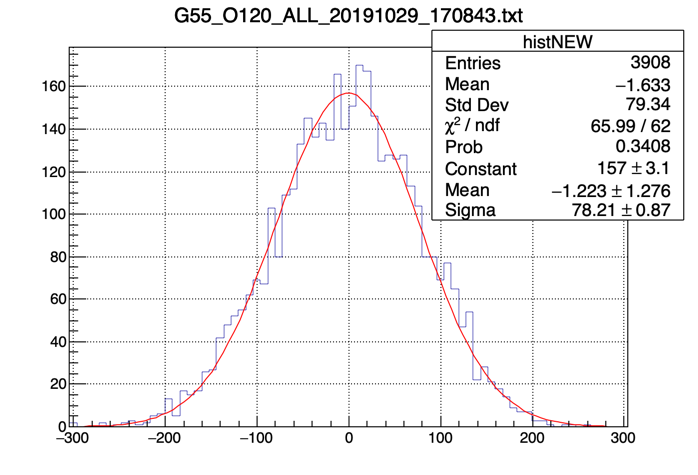 G55_O120_ALL_20191029_170843.txt
histNEW
Entries 3908
Mean −1.633
Std Dev 79.34
χ² / ndf 65.99 / 62
Prob 0.3408
Constant 157 ± 3.1
Mean −1.223 ± 1.276
Sigma 78.21 ± 0.87
160
140
120
100
80
60
40
20
0
−300 −200 −100 0 100 200 300